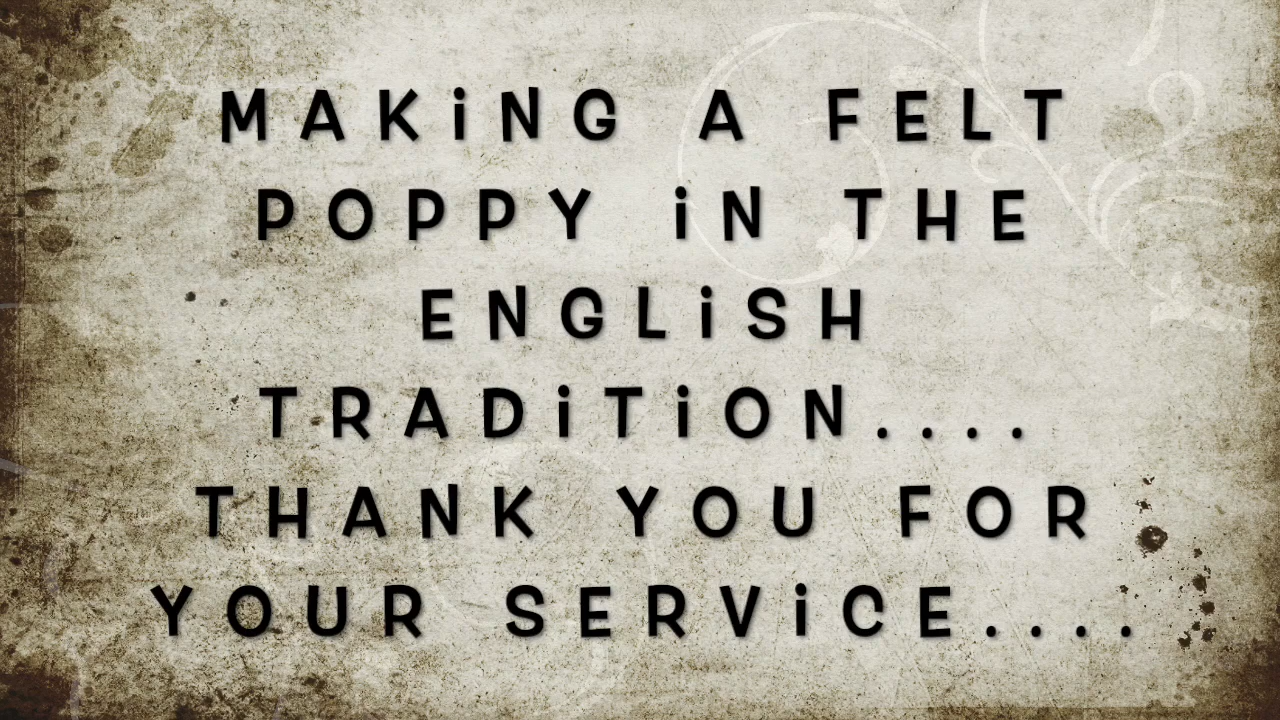 MAKiNG A FELT
POPPY iN THE
ENGLiSH
TRADiTiON....
THANK YOU FOR
YOUR SERViCE....